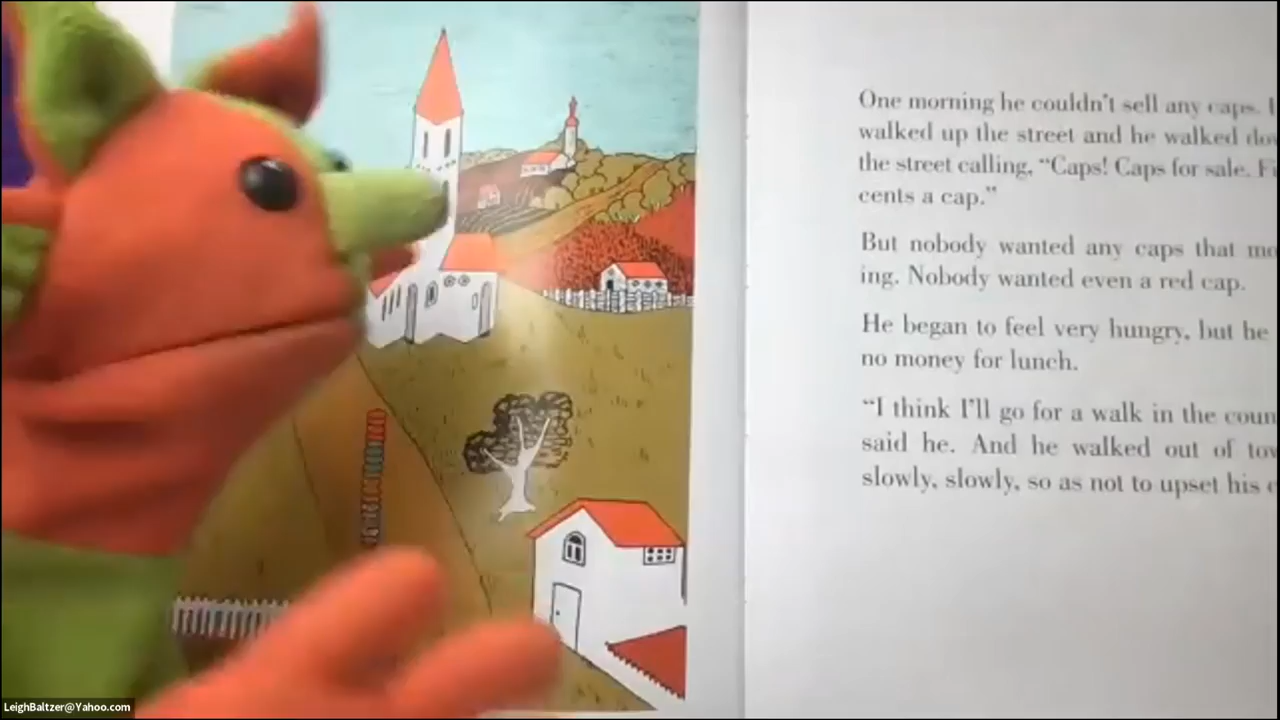 One morning he couldn't sell any caps.
walked up the street and he walked
the street calling, "Caps! Caps for sale.
cents a cap."
But nobody wanted any caps that
ing. Nobody wanted even a red cap.
He began to feel very hungry, but he
no money for lunch.
"I think I'll go for a walk in the
said he. And he walked out of
slowly, slowly, so as not to upset his
LeighBaltzer@Yahoo.com